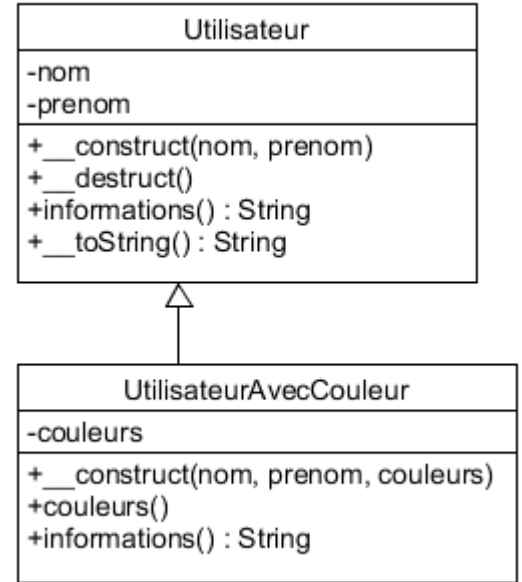 Utilisateur
-nom
-prenom
+__construct(nom, prenom)
+__destruct()
+informations() : String
+__toString() : String
UtilisateurAvecCouleur
-couleurs
+__construct(nom, prenom, couleurs)
+couleurs()
+informations() : String